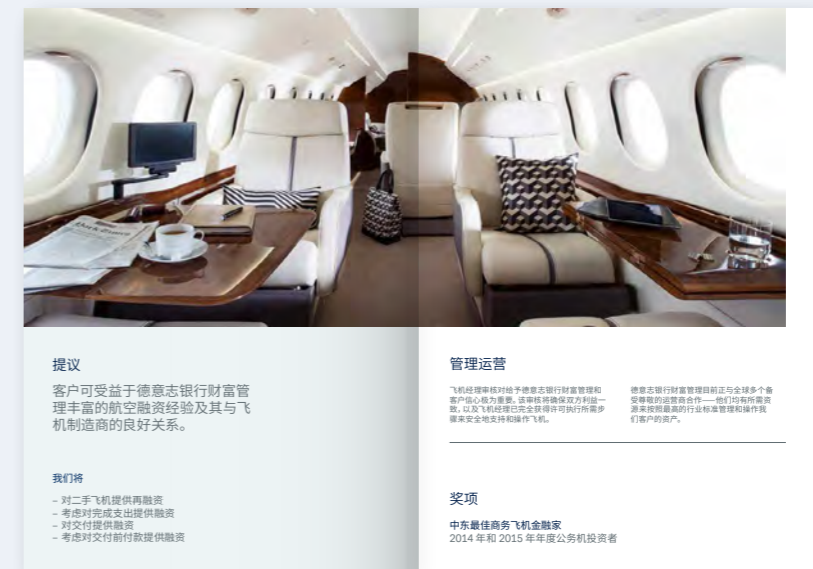 提议
客户可受益于德意志银行财富管
理丰富的航空融资经验及其与飞
机制造商的良好关系。
我们将
– 对二手飞机提供再融资
– 考虑对完成支出提供融资
– 对交付提供融资
– 考虑对交付前付款提供融资
管理运营
飞机经理审核对给予德意志银行财富管理和
客户信心极为重要。该审核将确保双方利益一
致，以及飞机经理已完全获得许可执行所需步
骤来安全地支持和操作飞机。
德意志银行财富管理目前正与全球多个备
受尊敬的运营商合作——他们均有所需资
源来按照最高的行业标准管理和操作我
们客户的资产。
奖项
中东最佳商务飞机金融家
2014 年和 2015 年年度公务机投资者